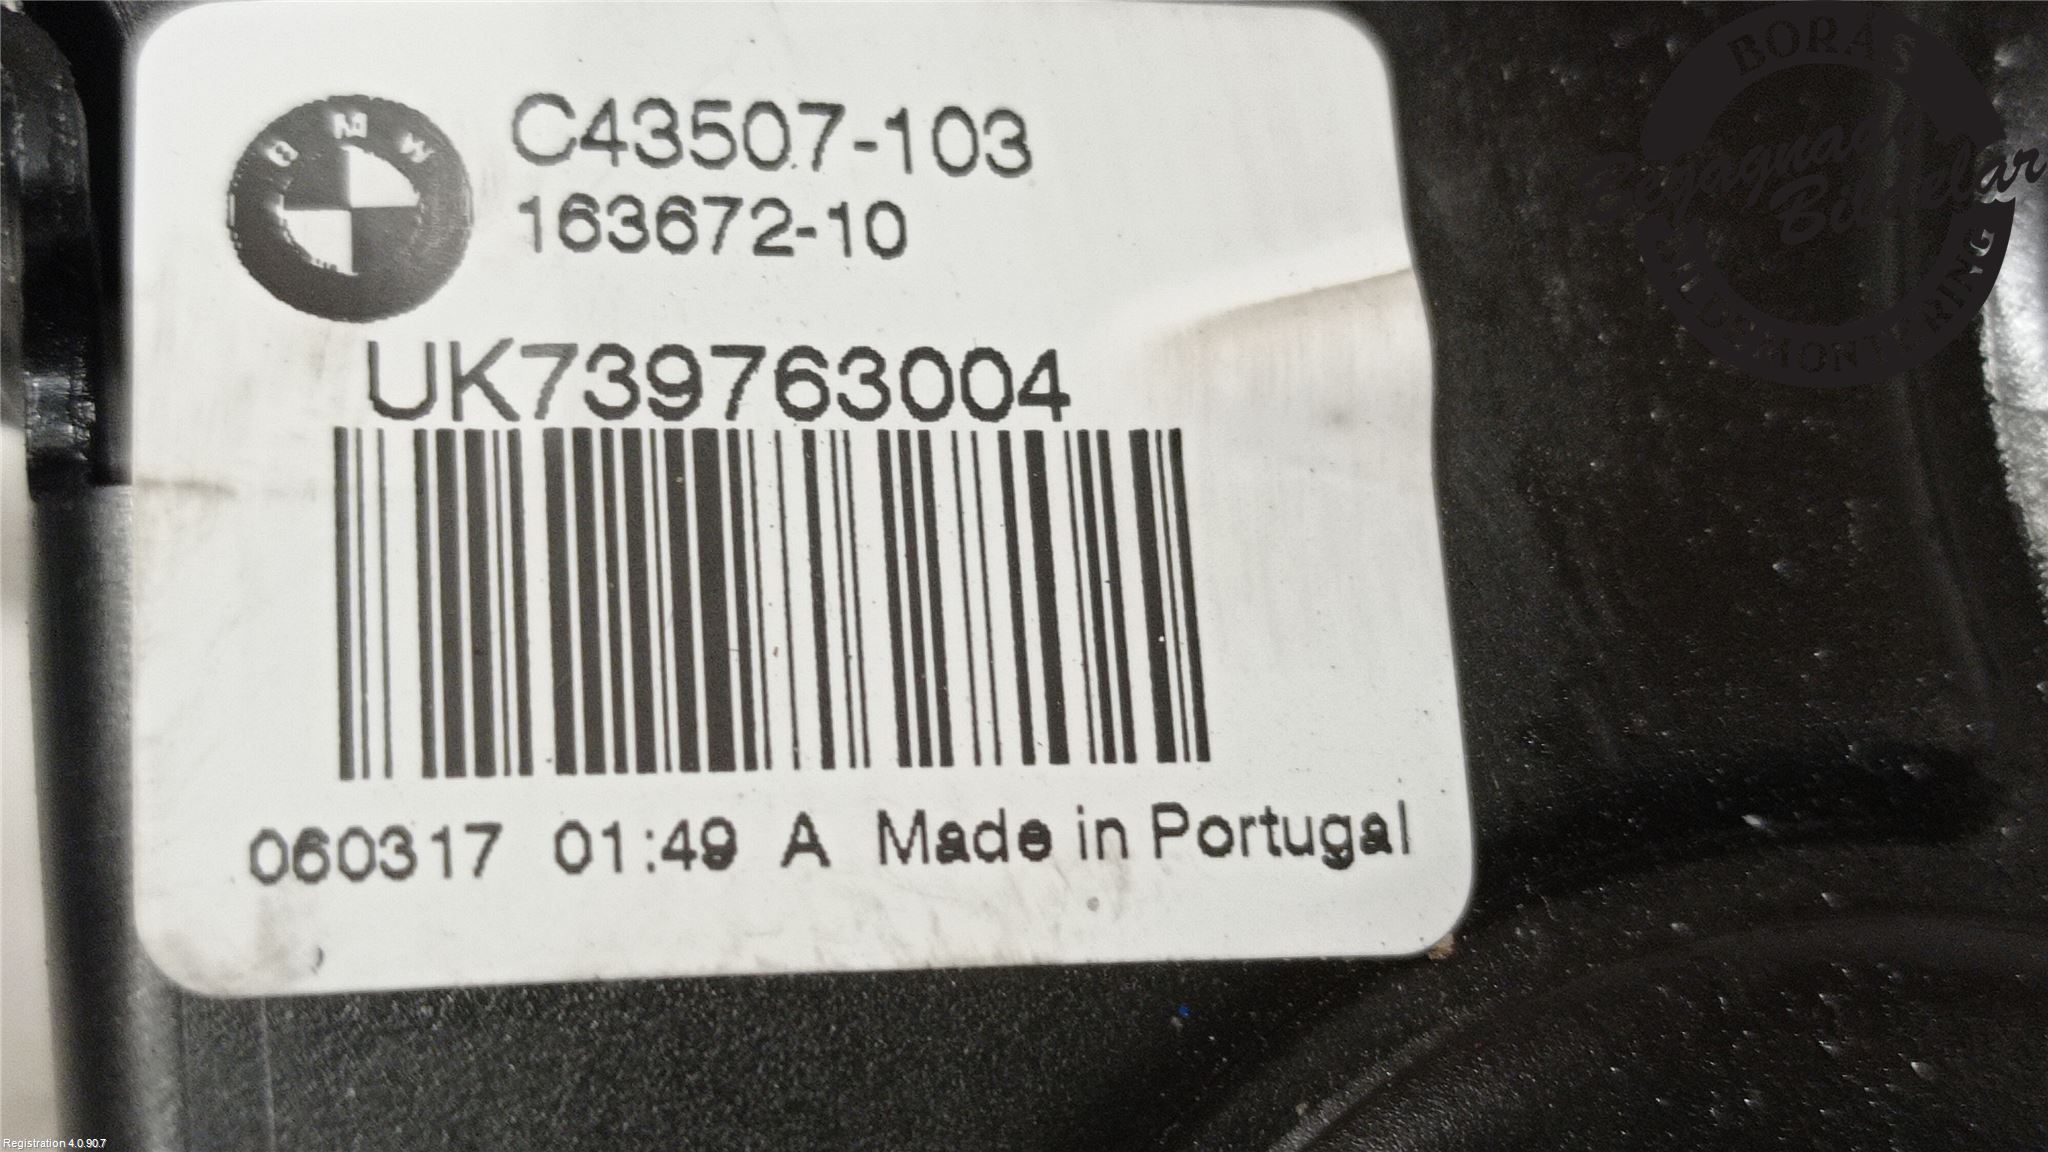 BMW
C43507-103
163672-10
UK739763004
060317 01:49 A Made in Portugal
BORÅS
Begagnade
Bildelar
BILDEMONTERING
Registration 4.0.90.7